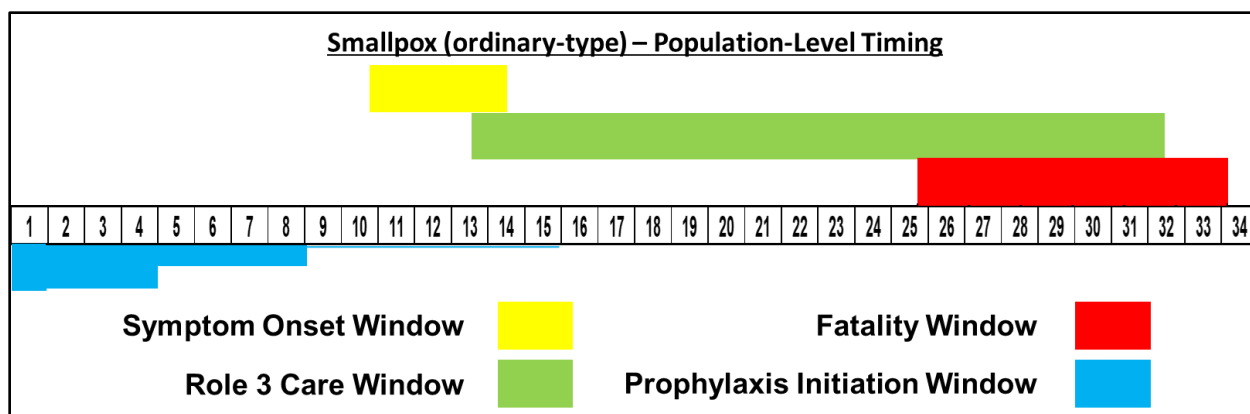 Smallpox (ordinary-type) – Population-Level Timing
1 2 3 4 5 6 7 8 9 10 11 12 13 14 15 16 17 18 19 20 21 22 23 24 25 26 27 28 29 30 31 32 33 34
Symptom Onset Window Fatality Window
Role 3 Care Window Prophylaxis Initiation Window